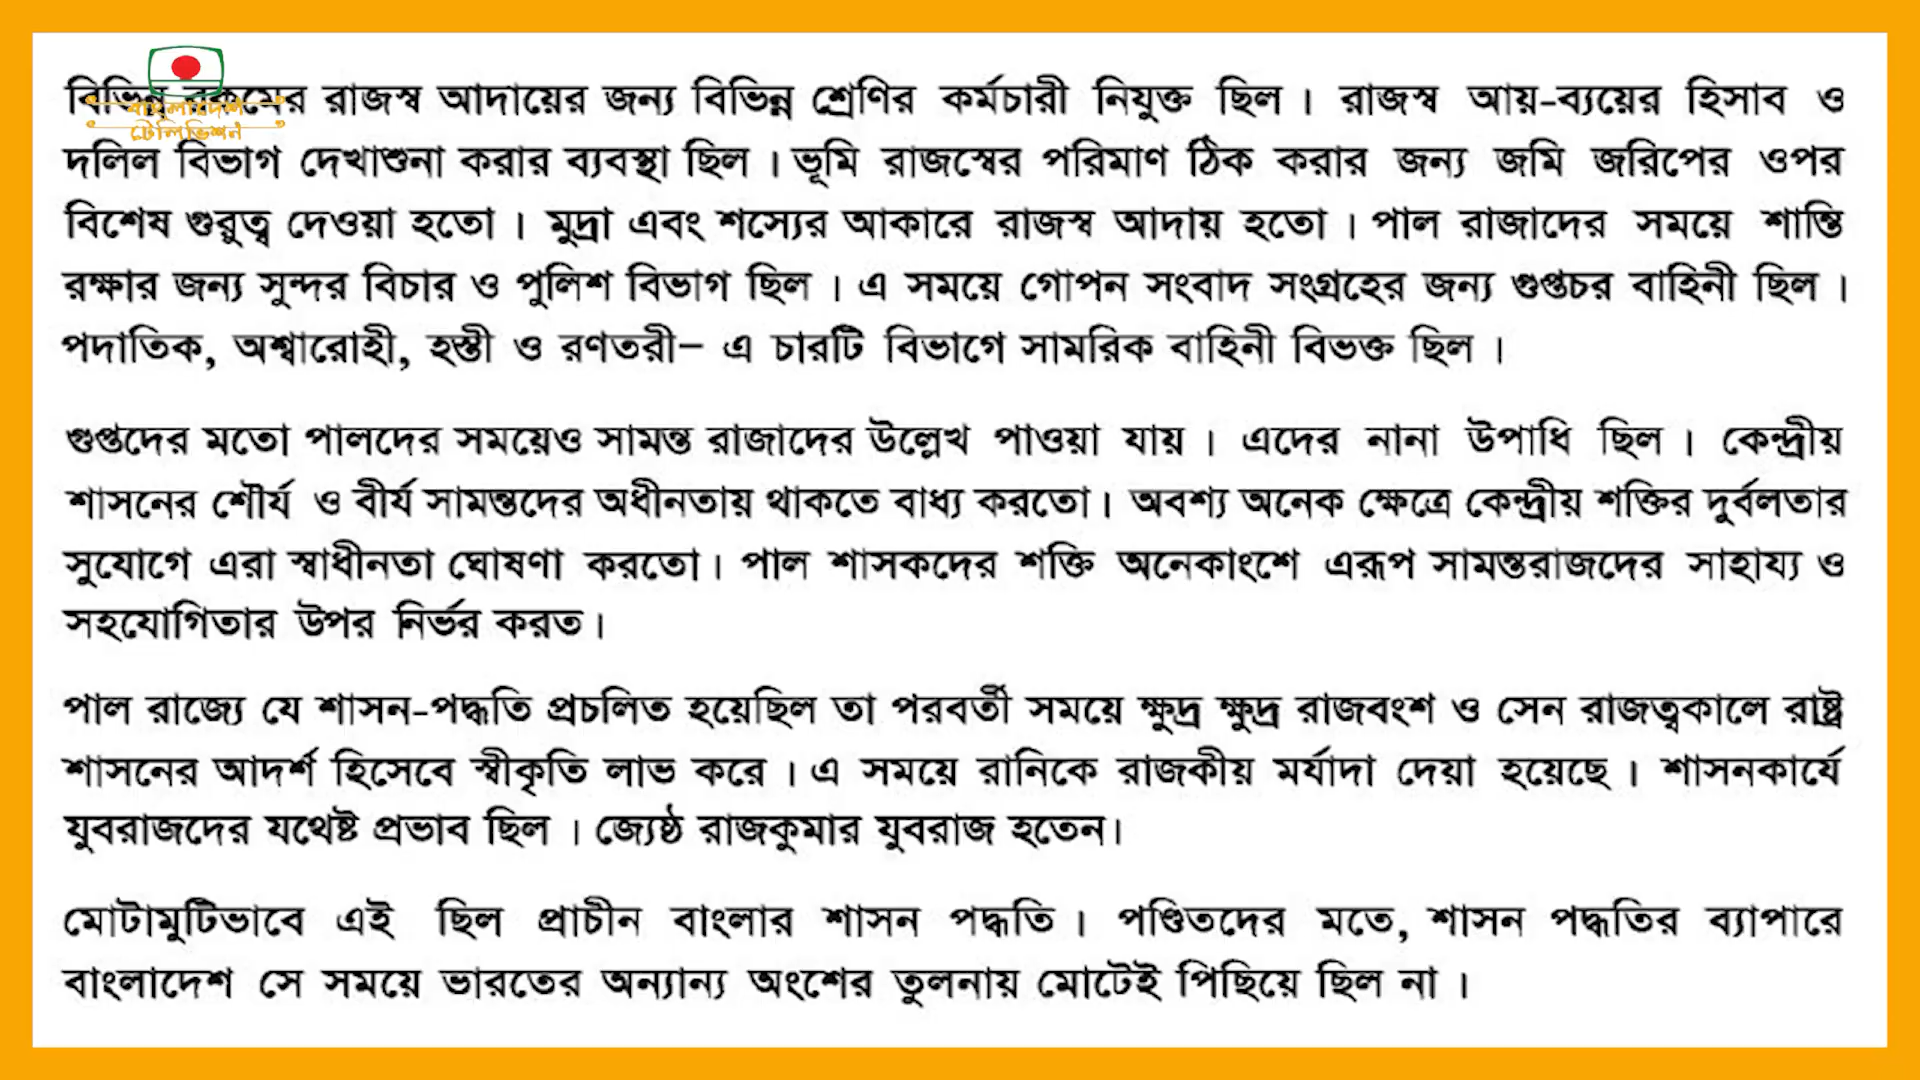 বিভিন্ন রকমের রাজস্ব আদায়ের জন্য বিভিন্ন শ্রেণির কর্মচারী নিযুক্ত ছিল। রাজস্ব আয়-ব্যয়ের হিসাব ও
বাংলাদেশ
টেলিভিশন
দলিল বিভাগ দেখাশুনা করার ব্যবস্থা ছিল। ভূমি রাজস্বের পরিমাণ ঠিক করার জন্য জমি জরিপের ওপর
বিশেষ গুরুত্ব দেওয়া হতো। মুদ্রা এবং শস্যের আকারে রাজস্ব আদায় হতো। পাল রাজাদের সময়ে শান্তি
রক্ষার জন্য সুন্দর বিচার ও পুলিশ বিভাগ ছিল। এ সময়ে গোপন সংবাদ সংগ্রহের জন্য গুপ্তচর বাহিনী ছিল।
পদাতিক, অশ্বারোহী, হস্তী ও রণতরী– এ চারটি বিভাগে সামরিক বাহিনী বিভক্ত ছিল।
গুপ্তদের মতো পালদের সময়েও সামন্ত রাজাদের উল্লেখ পাওয়া যায়। এদের নানা উপাধি ছিল। কেন্দ্রীয়
শাসনের শৌর্য ও বীর্য সামন্তদের অধীনতায় থাকতে বাধ্য করতো। অবশ্য অনেক ক্ষেত্রে কেন্দ্রীয় শক্তির দুর্বলতার
সুযোগে এরা স্বাধীনতা ঘোষণা করতো। পাল শাসকদের শক্তি অনেকাংশে এরূপ সামন্তরাজদের সাহায্য ও
সহযোগিতার উপর নির্ভর করত।
পাল রাজ্যে যে শাসন-পদ্ধতি প্রচলিত হয়েছিল তা পরবর্তী সময়ে ক্ষুদ্র ক্ষুদ্র রাজবংশ ও সেন রাজত্বকালে রাষ্ট্র
শাসনের আদর্শ হিসেবে স্বীকৃতি লাভ করে। এ সময়ে রানিকে রাজকীয় মর্যাদা দেয়া হয়েছে। শাসনকার্যে
যুবরাজদের যথেষ্ট প্রভাব ছিল। জ্যেষ্ঠ রাজকুমার যুবরাজ হতেন।
মোটামুটিভাবে এই ছিল প্রাচীন বাংলার শাসন পদ্ধতি। পণ্ডিতদের মতে, শাসন পদ্ধতির ব্যাপারে
বাংলাদেশ সে সময়ে ভারতের অন্যান্য অংশের তুলনায় মোটেই পিছিয়ে ছিল না।